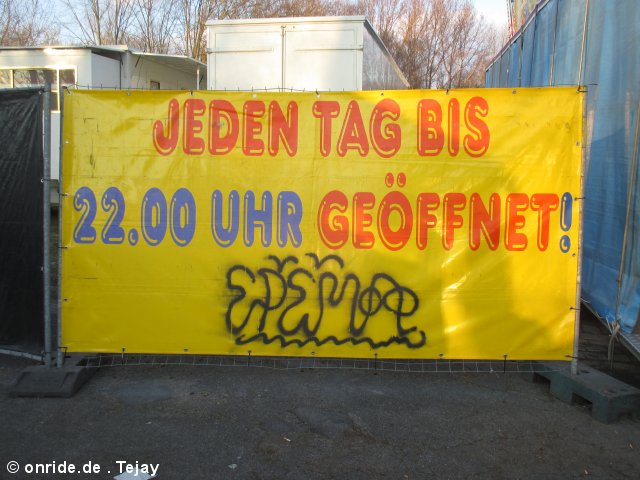 JEDEN TAG BIS
22.00 UHR GEÖFFNET!
© onride.de . Tejay